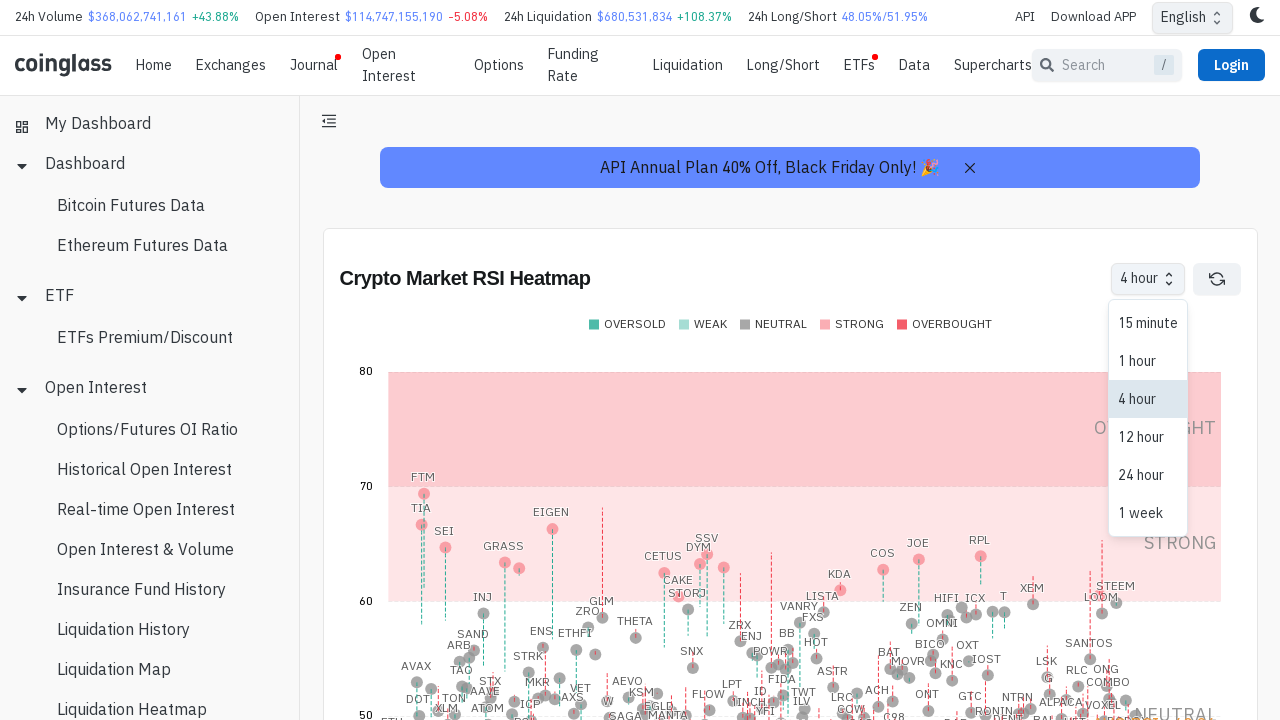 24h Volume $368,062,741,161 +43.88% Open Interest $114,747,155,190 -5.08% 24h Liquidation $680,531,834 +108.37% 24h Long/Short 48.05%/51.95% API Download APP English
coinglass Home Exchanges Journal Open Interest Options Funding Rate Liquidation Long/Short ETFs Data Supercharts Search / Login
My Dashboard
Dashboard
Bitcoin Futures Data
Ethereum Futures Data
ETF
ETFs Premium/Discount
Open Interest
Options/Futures OI Ratio
Historical Open Interest
Real-time Open Interest
Open Interest & Volume
Insurance Fund History
Liquidation History
Liquidation Map
Liquidation Heatmap
API Annual Plan 40% Off, Black Friday Only! 🎉
Crypto Market RSI Heatmap
4 hour
15 minute
1 hour
4 hour
12 hour
24 hour
1 week
OVERSOLD WEAK NEUTRAL STRONG OVERBOUGHT
80
70
FTM
TIA
SEI
EIGEN
GRASS
SSV
DYM
CETUS
CAKE
STORJ
COS
JOE
RPL
KDA
STRONG
60
INJ
GLM
ZRO
LISTA
VANRY
FXS
ZEN
HIFI
ICX
T
XEM
STEEM
LOOM
SAND
ARB
ENS
ETHFI
THETA
ZRX
ENJ
BB
HOT
OMNI
BICO
OXT
SANTOS
AVAX
TAO
STRK
SNX
POWR
FIDA
ASTR
BAT
MOVR
KNC
IOST
LSK
G
RLC
ONG
COMBO
DOT
TON
STX
AAVE
MKR
VET
AEVO
KSM
LPT
ID
TWT
ACH
ONT
GTC
NTRN
ALPACA
VOXEL
XLM
ATOM
ICP
AXS
W
SAGA
EGLD
MANTA
FLOW
1INCH
ILV
LRC
COW
C98
RONIN
NEUTRAL
50